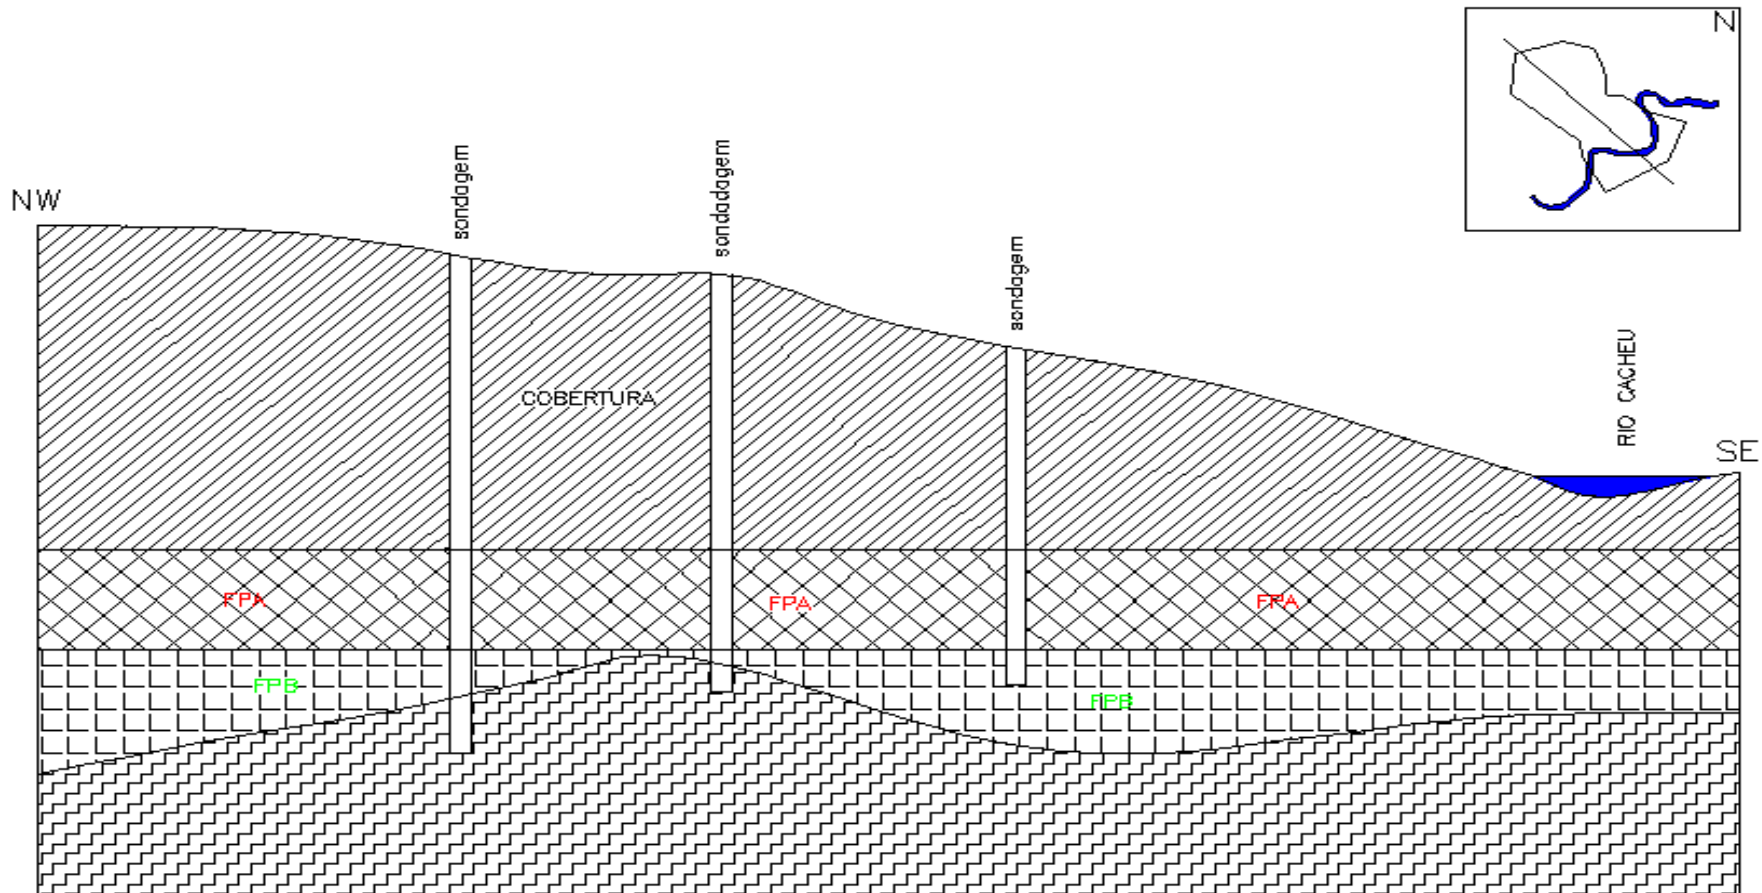 N
sondagem
sondadagem
sondagem
NW
RIO CACHEU
COBERTURA
SE
FPA
FPA
FPA
FPB
FPB